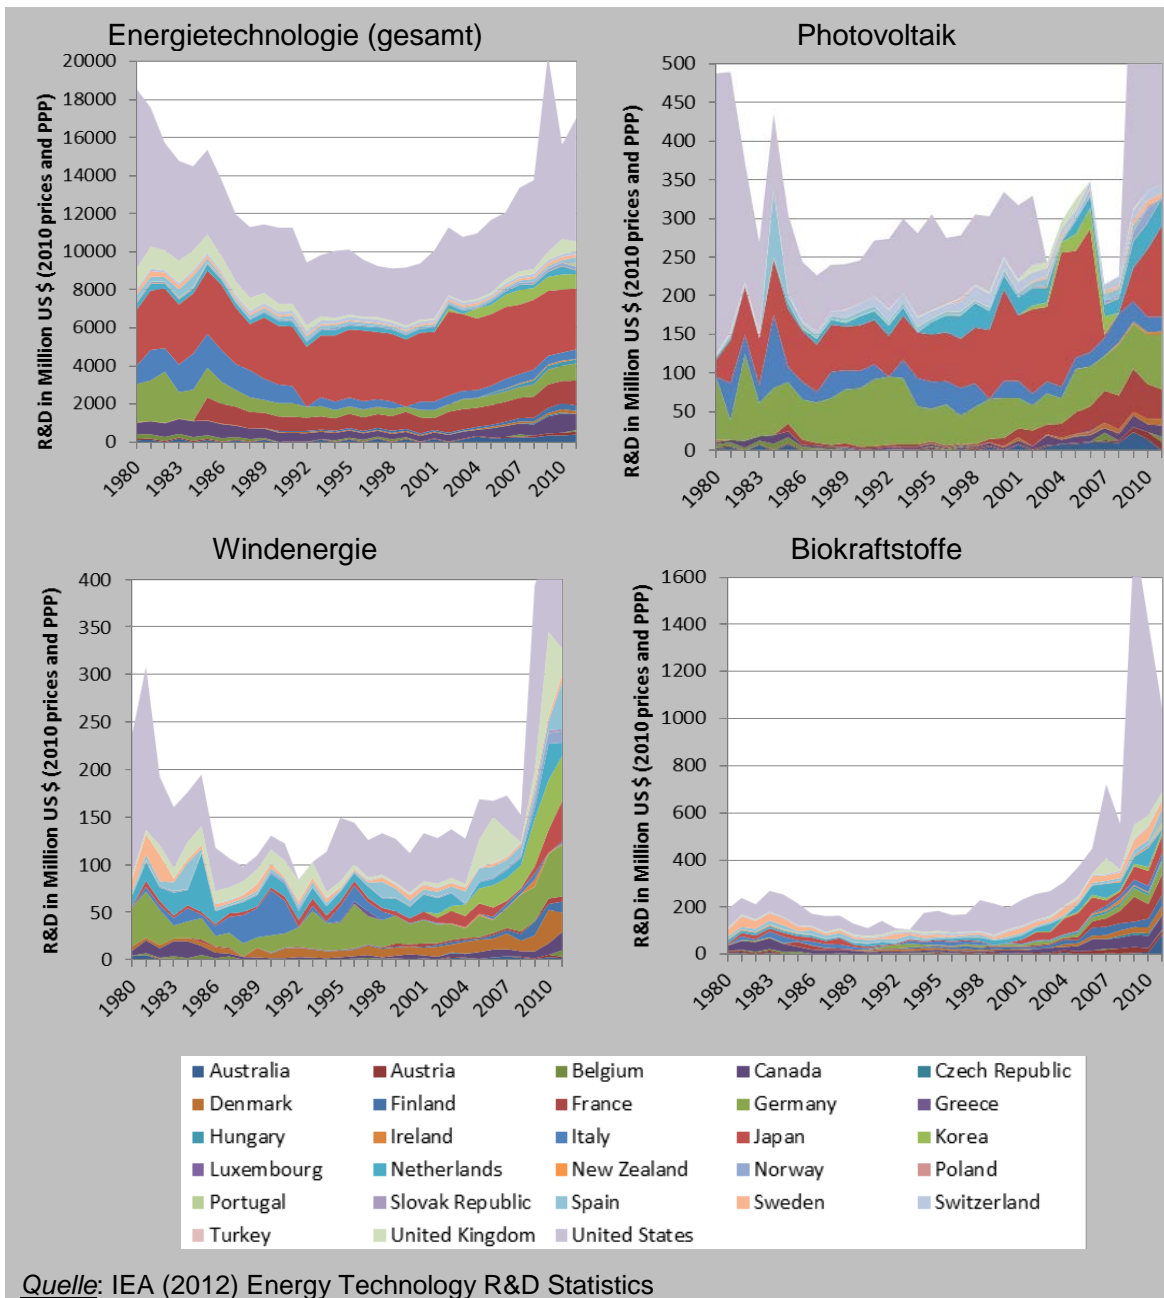 Energietechnologie (gesamt)
R&D in Million US $ (2010 prices and PPP)
20000
18000
16000
14000
12000
10000
8000
6000
4000
2000
0
1980 1983 1986 1989 1992 1995 1998 2001 2004 2007 2010
Photovoltaik
R&D in Million US $ (2010 prices and PPP)
500
450
400
350
300
250
200
150
100
50
0
1980 1983 1986 1989 1992 1995 1998 2001 2004 2007 2010
Windenergie
R&D in Million US $ (2010 prices and PPP)
400
350
300
250
200
150
100
50
0
1980 1983 1986 1989 1992 1995 1998 2001 2004 2007 2010
Biokraftstoffe
R&D in Million US $ (2010 prices and PPP)
1600
1400
1200
1000
800
600
400
200
0
1980 1983 1986 1989 1992 1995 1998 2001 2004 2007 2010
Australia Austria Belgium Canada Czech Republic
Denmark Finland France Germany Greece
Hungary Ireland Italy Japan Korea
Luxembourg Netherlands New Zealand Norway Poland
Portugal Slovak Republic Spain Sweden Switzerland
Turkey United Kingdom United States
Quelle: IEA (2012) Energy Technology R&D Statistics